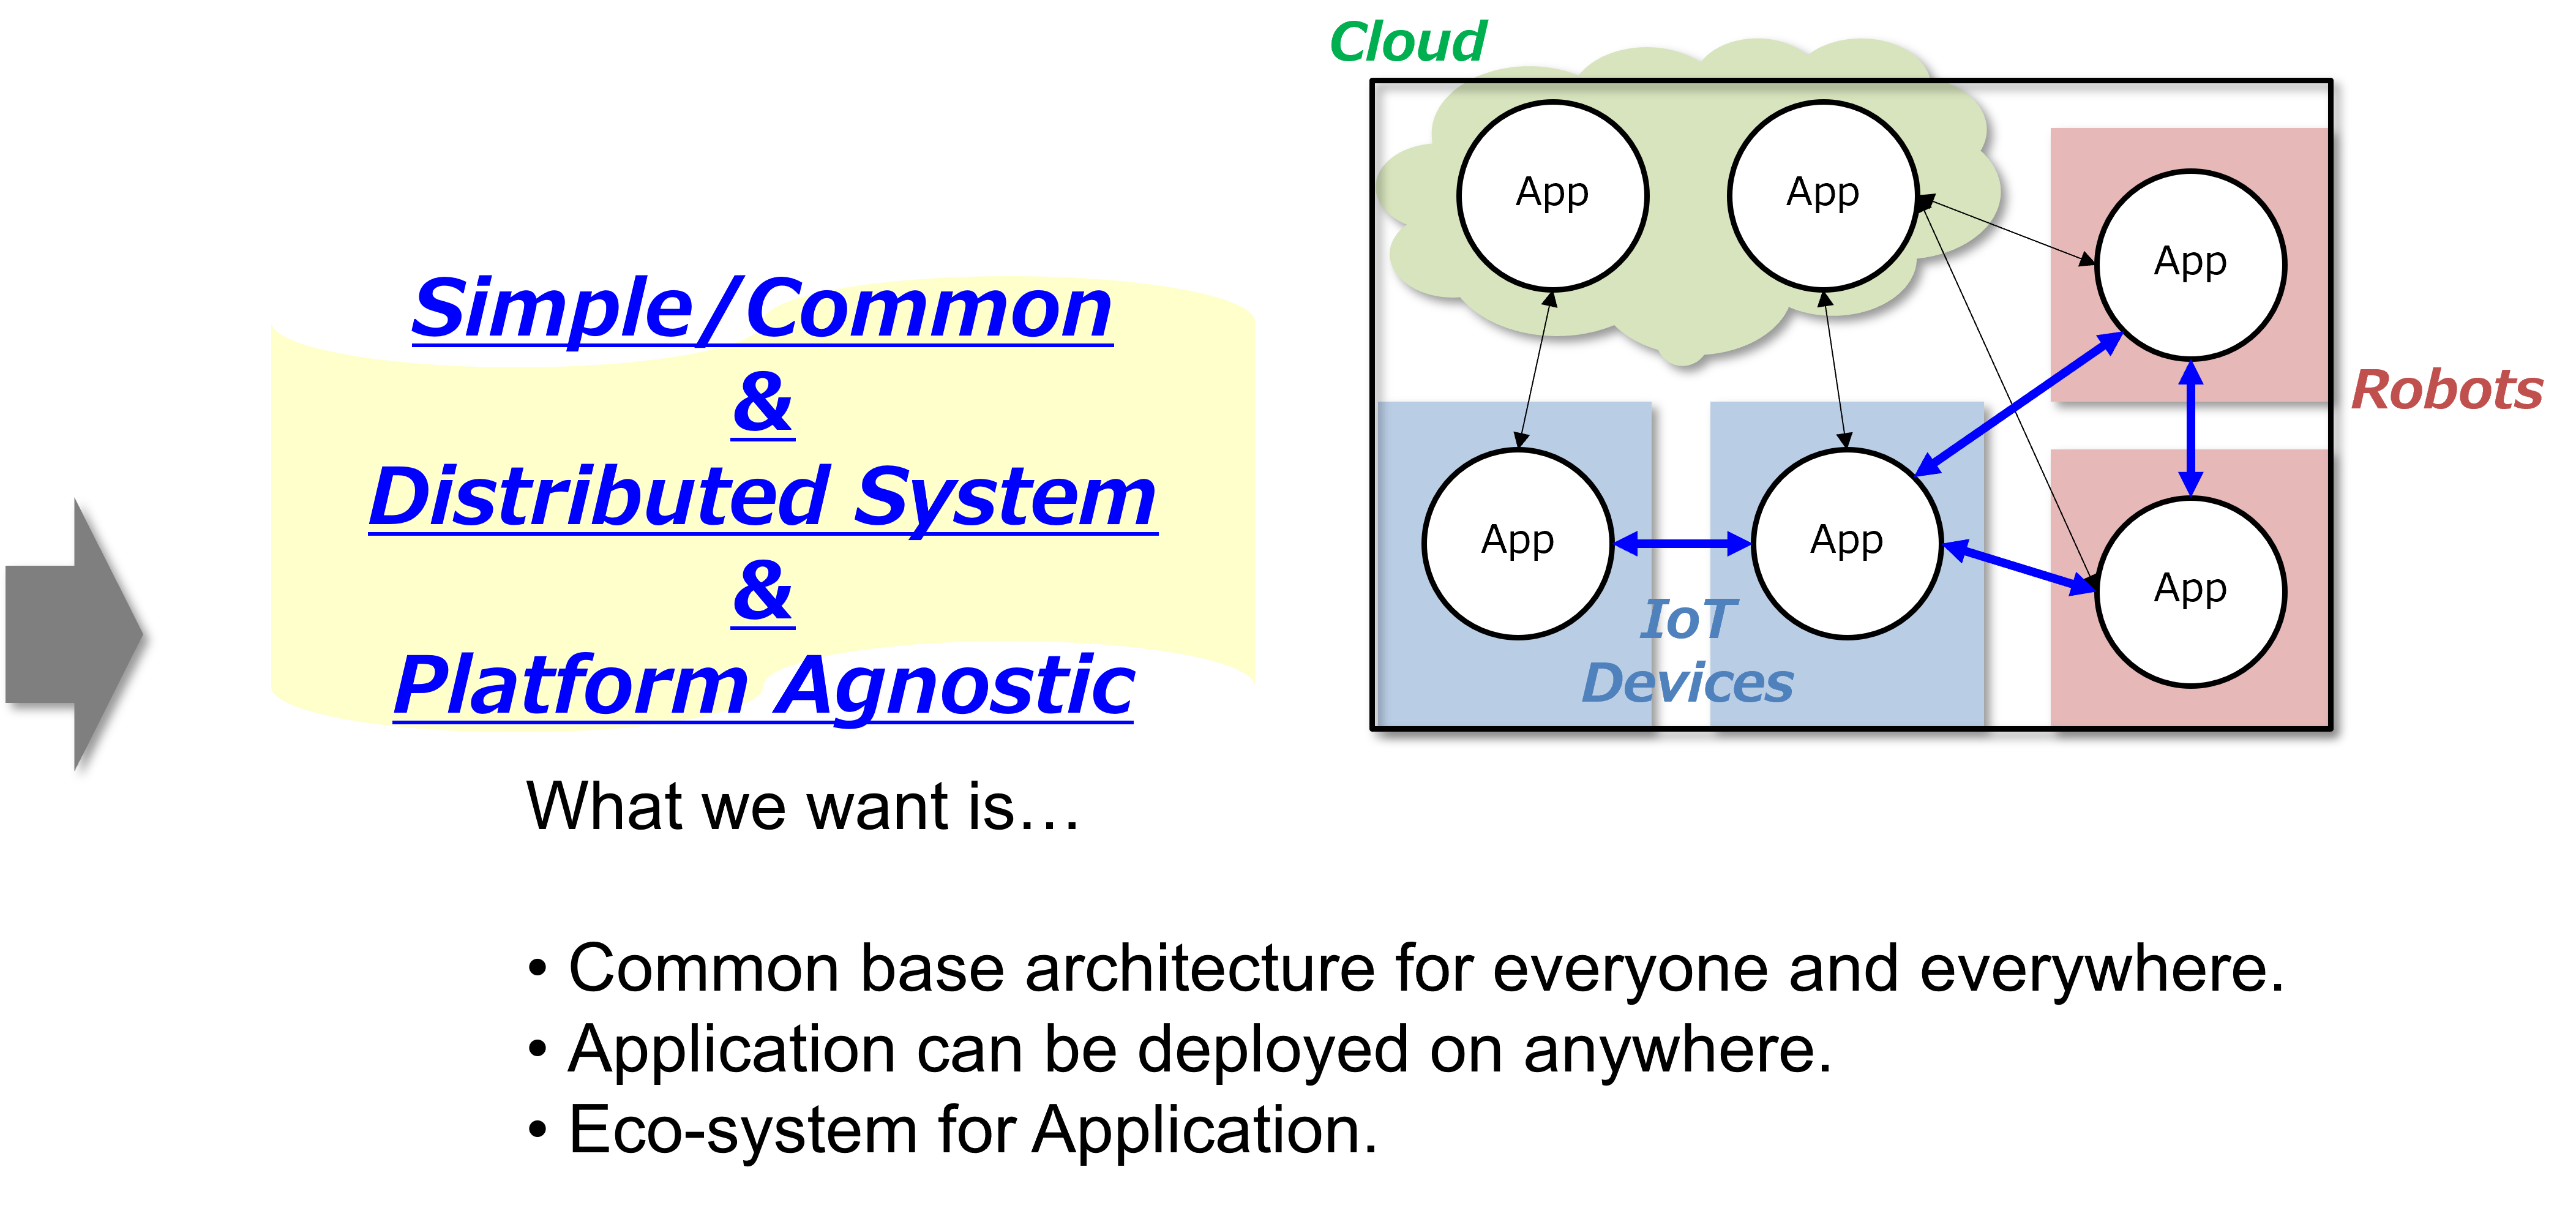 Simple/Common
&
Distributed System
&
Platform Agnostic
Cloud
App
App
App
Robots
App
App
App
IoT
Devices
What we want is…
• Common base architecture for everyone and everywhere.
• Application can be deployed on anywhere.
• Eco-system for Application.